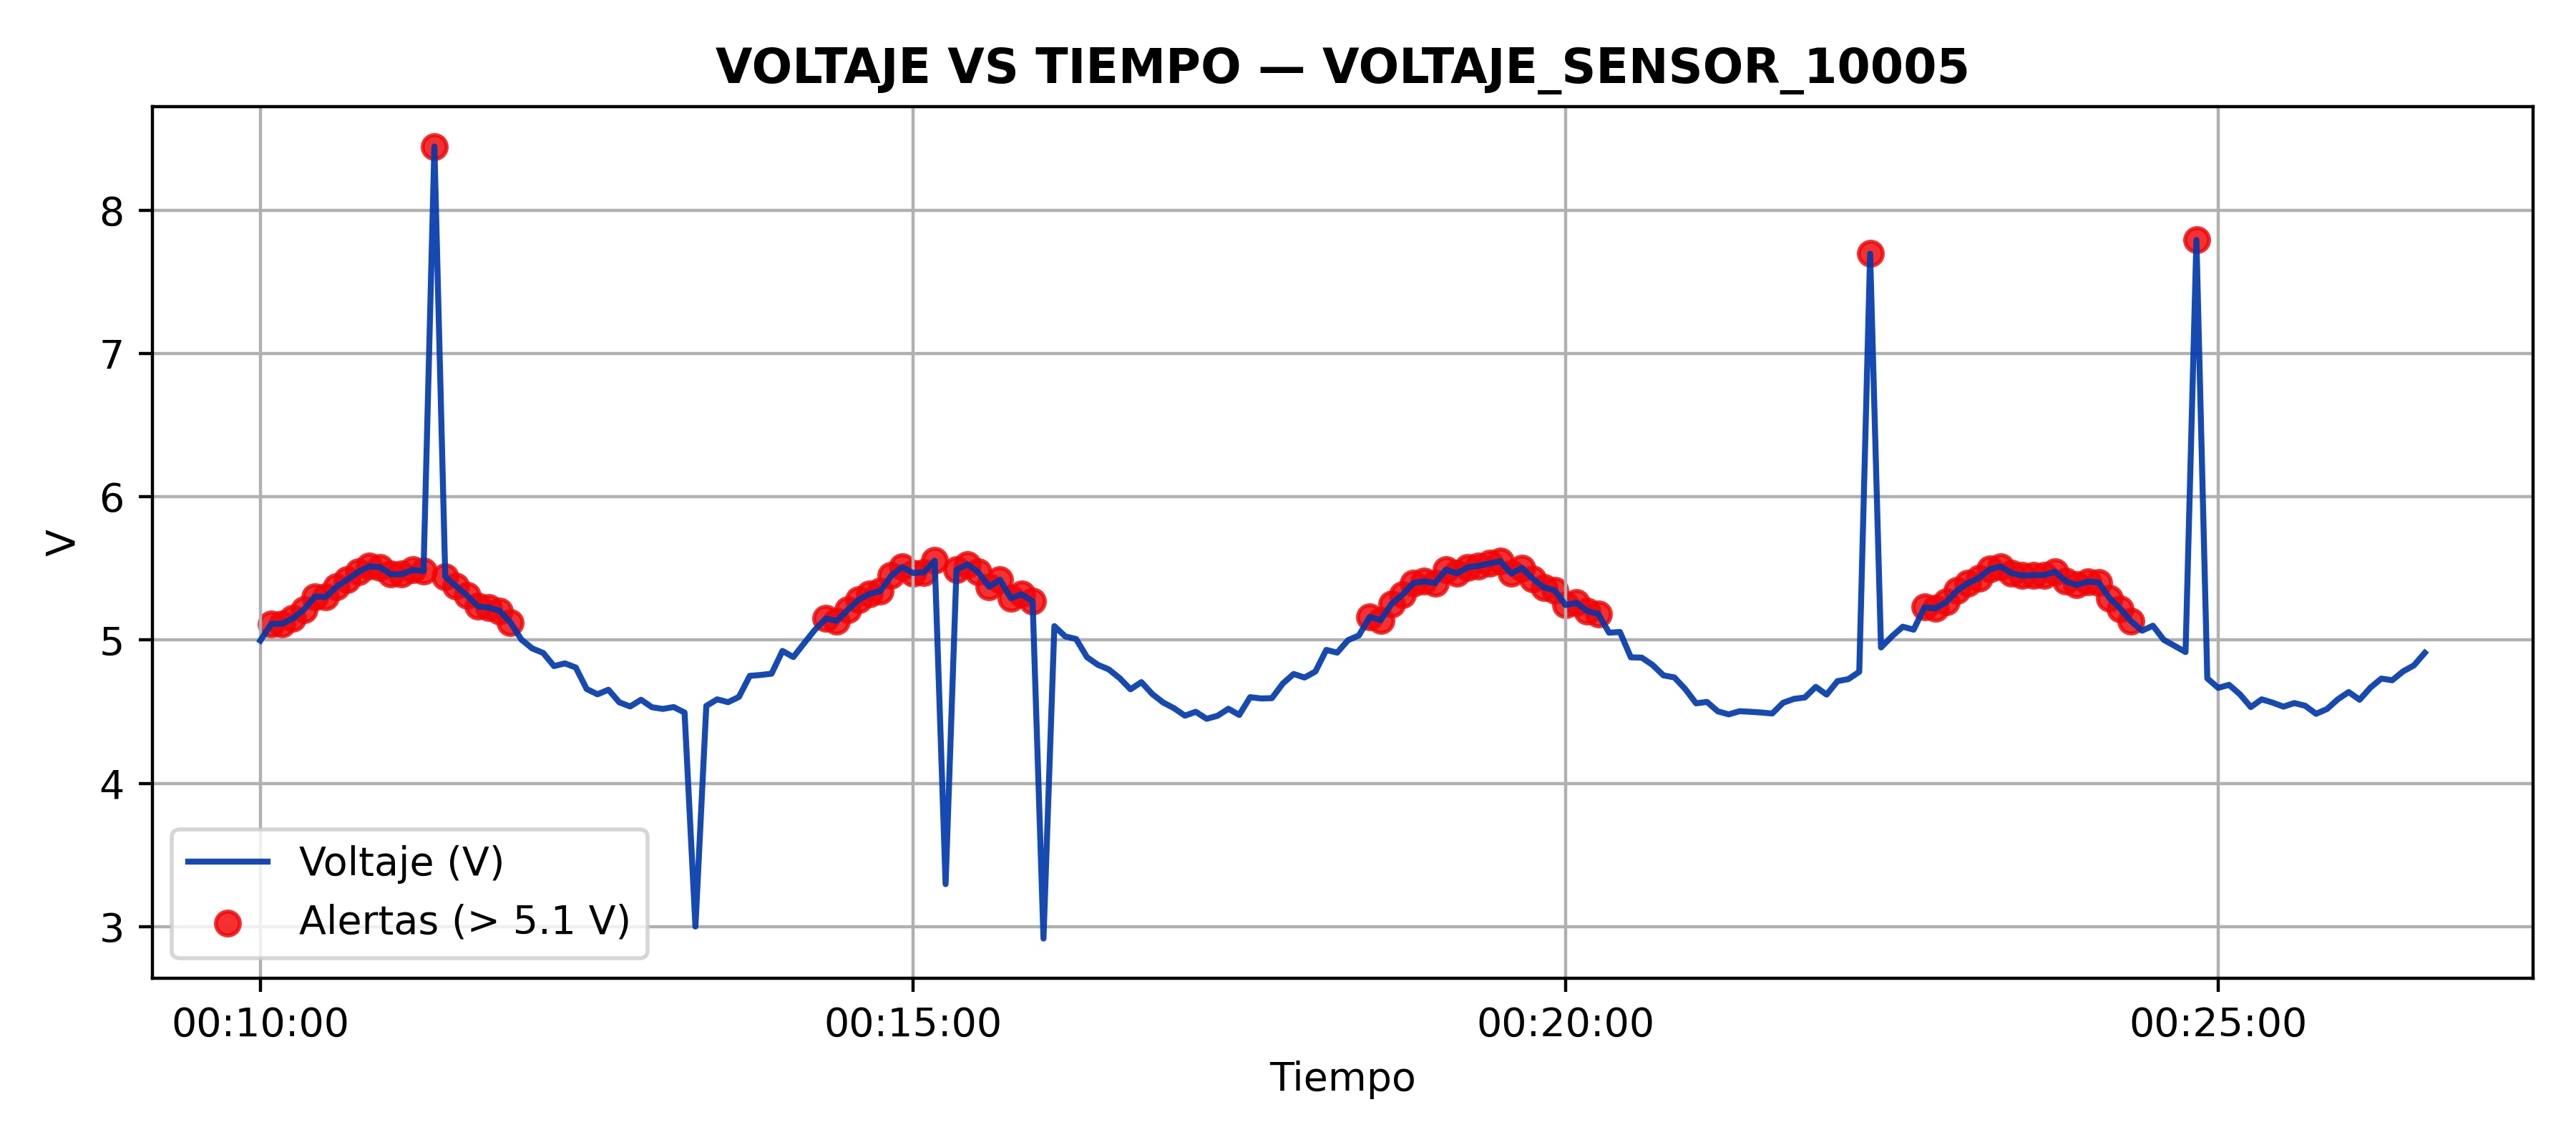 VOLTAJE VS TIEMPO — VOLTAJE_SENSOR_10005
V
8
7
6
5
4
3
Voltaje (V)
Alertas (> 5.1 V)
00:10:00 00:15:00 00:20:00 00:25:00
Tiempo